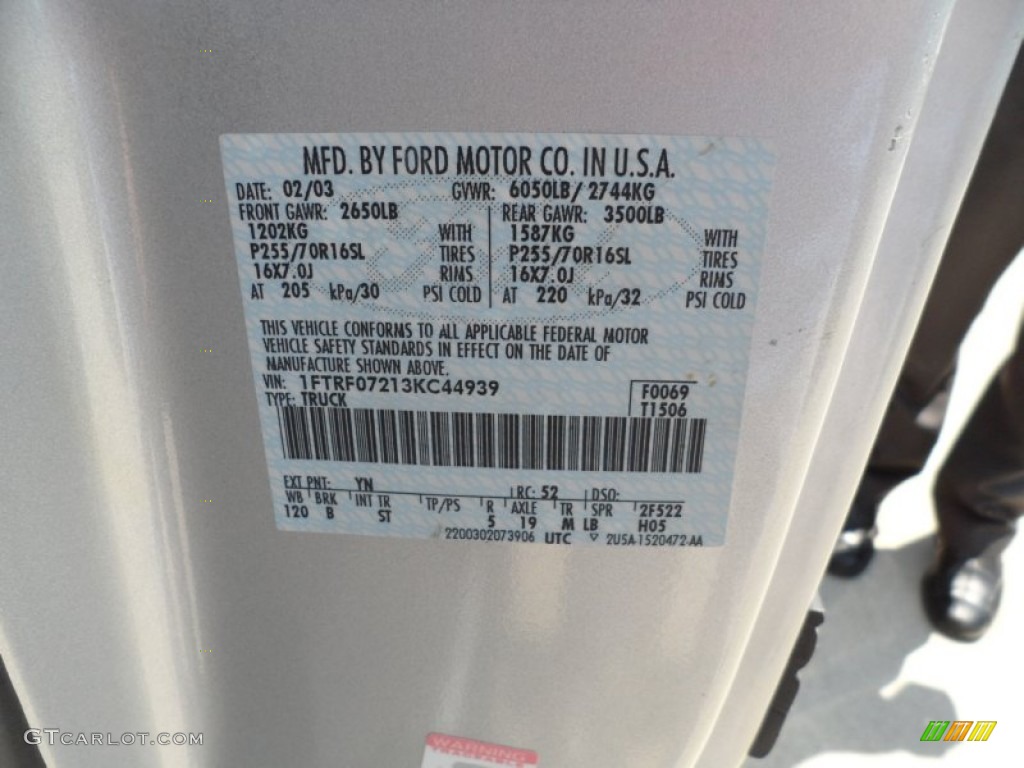 MFD. BY FORD MOTOR CO. IN U.S.A.
DATE: 02/03 GVWR: 6050LB/ 2744KG
FRONT GAWR: 2650LB REAR GAWR: 3500LB
1202KG WITH 1587KG WITH
P255/70R16SL TIRES P255/70R16SL TIRES
16X7.0J RIMS 16X7.0J RIMS
AT 205 kPa/30 PSI COLD AT 220 kPa/32 PSI COLD
THIS VEHICLE CONFORMS TO ALL APPLICABLE FEDERAL MOTOR
VEHICLE SAFETY STANDARDS IN EFFECT ON THE DATE OF
MANUFACTURE SHOWN ABOVE.
VIN: 1FTRF07213KC44939 F0069
TYPE: TRUCK T1506
EXT PNT: YN RC: 52 DSO:
WB BRK INT TR TP/PS R AXLE TR SPR 2F522
120 B ST 5 19 M LB H05
2200302073906 UTC 2U5A-1520472-AA
WARNING
GTCARLOT.COM